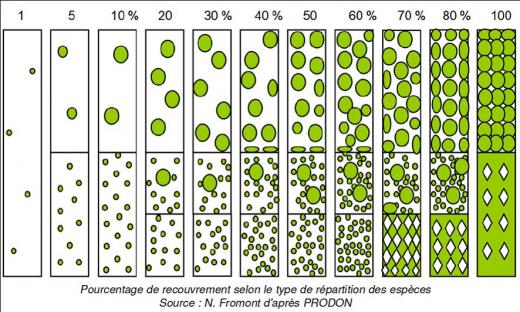 1 5 10 % 20 30 % 40 % 50 60 % 70 % 80 % 100
Pourcentage de recouvrement selon le type de répartition des espèces
Source : N. Fromont d'après PRODON